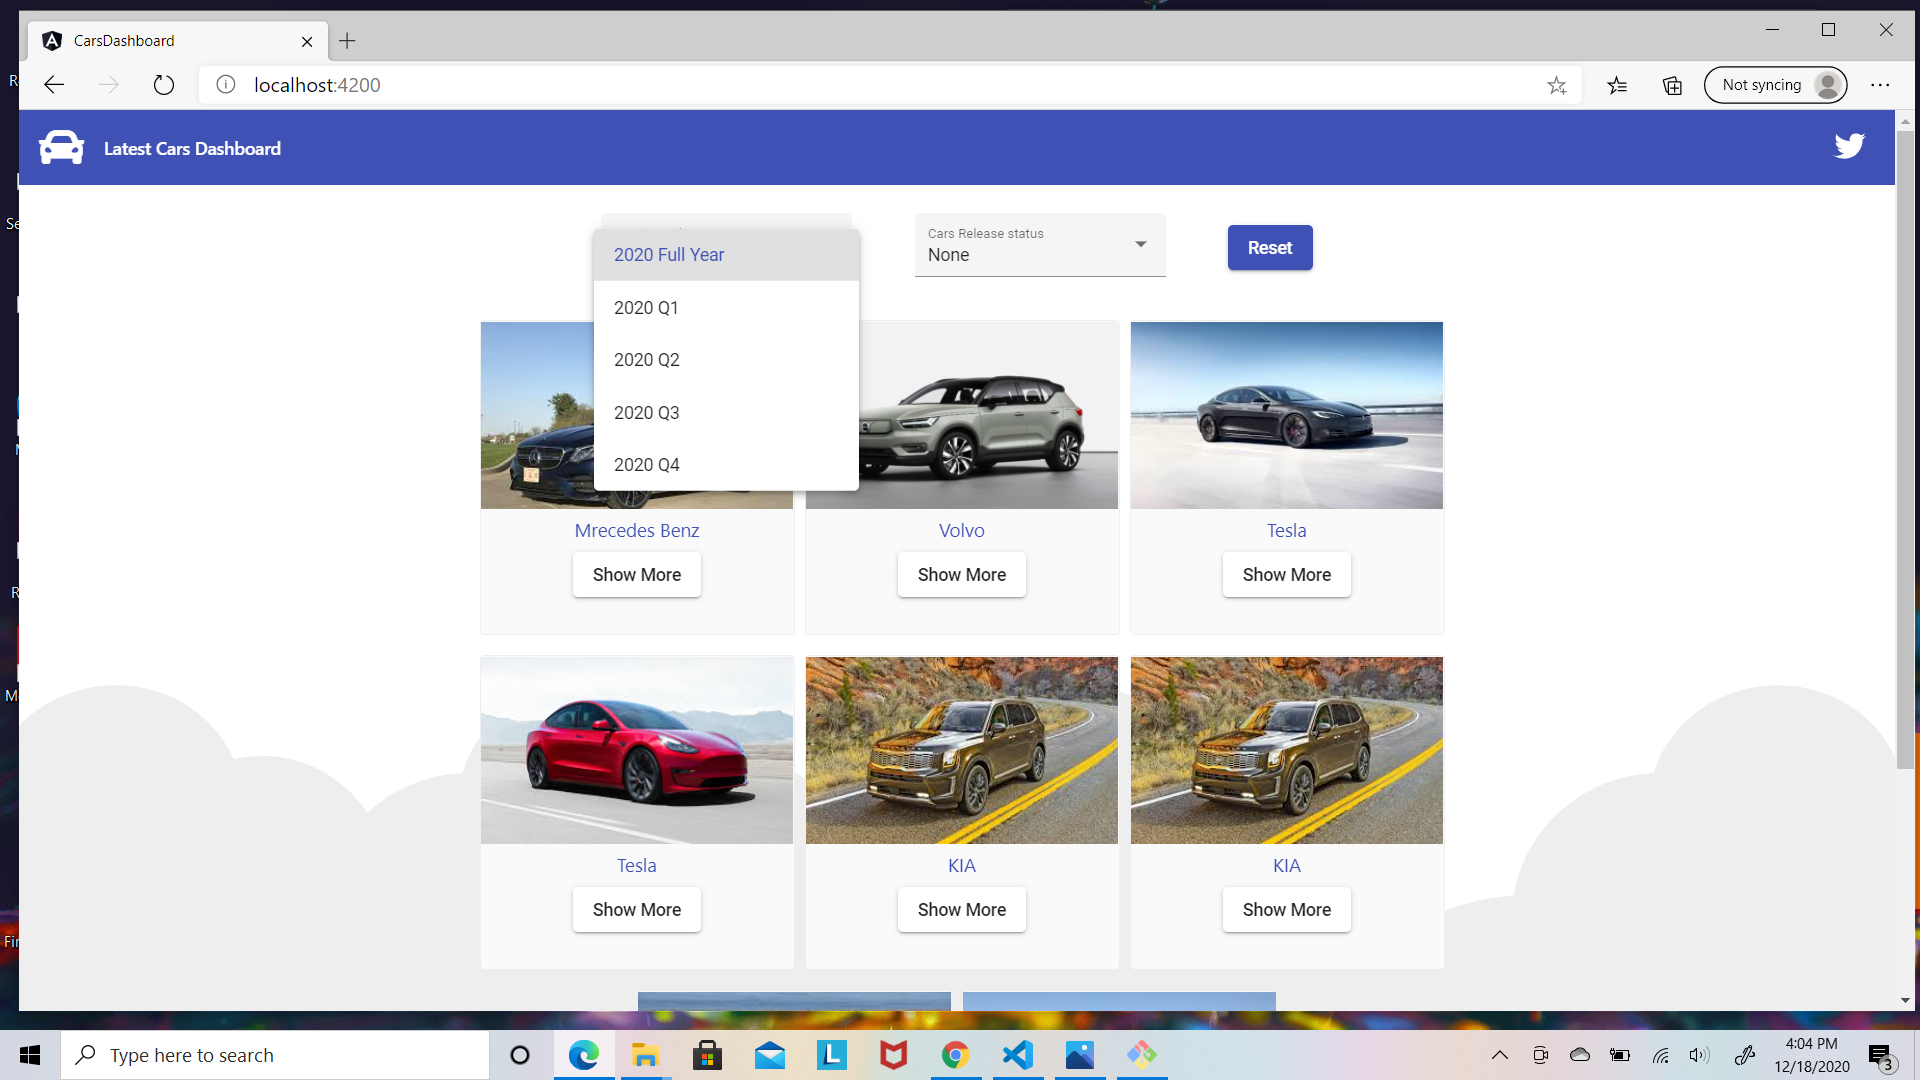 CarsDashboard
localhost:4200
Not syncing
Latest Cars Dashboard
2020 Full Year
2020 Q1
2020 Q2
2020 Q3
2020 Q4
Cars Release status
None
Reset
Mrecedes Benz
Volvo
Tesla
Show More
Show More
Show More
Tesla
KIA
KIA
Show More
Show More
Show More
Type here to search
L
4:04 PM
12/18/2020
3